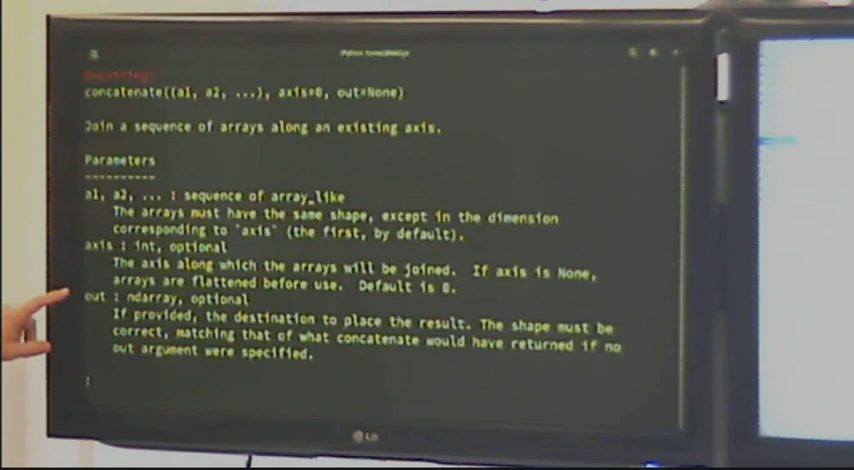 Docstring:
concatenate((a1, a2, ...), axis=0, out=None)
Join a sequence of arrays along an existing axis.
Parameters
----------
a1, a2, ... : sequence of array_like
The arrays must have the same shape, except in the dimension
corresponding to `axis` (the first, by default).
axis : int, optional
The axis along which the arrays will be joined.  If axis is None,
arrays are flattened before use.  Default is 0.
out : ndarray, optional
If provided, the destination to place the result. The shape must be
correct, matching that of what concatenate would have returned if no
out argument were specified.
:
LG